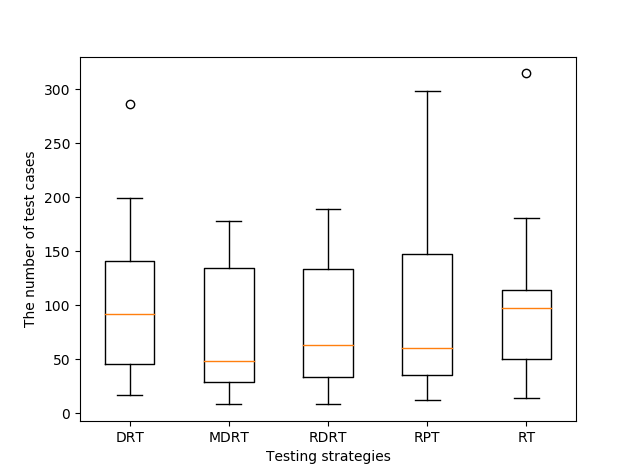 The number of test cases
300
250
200
150
100
50
0
DRT MDRT RDRT RPT RT
Testing strategies